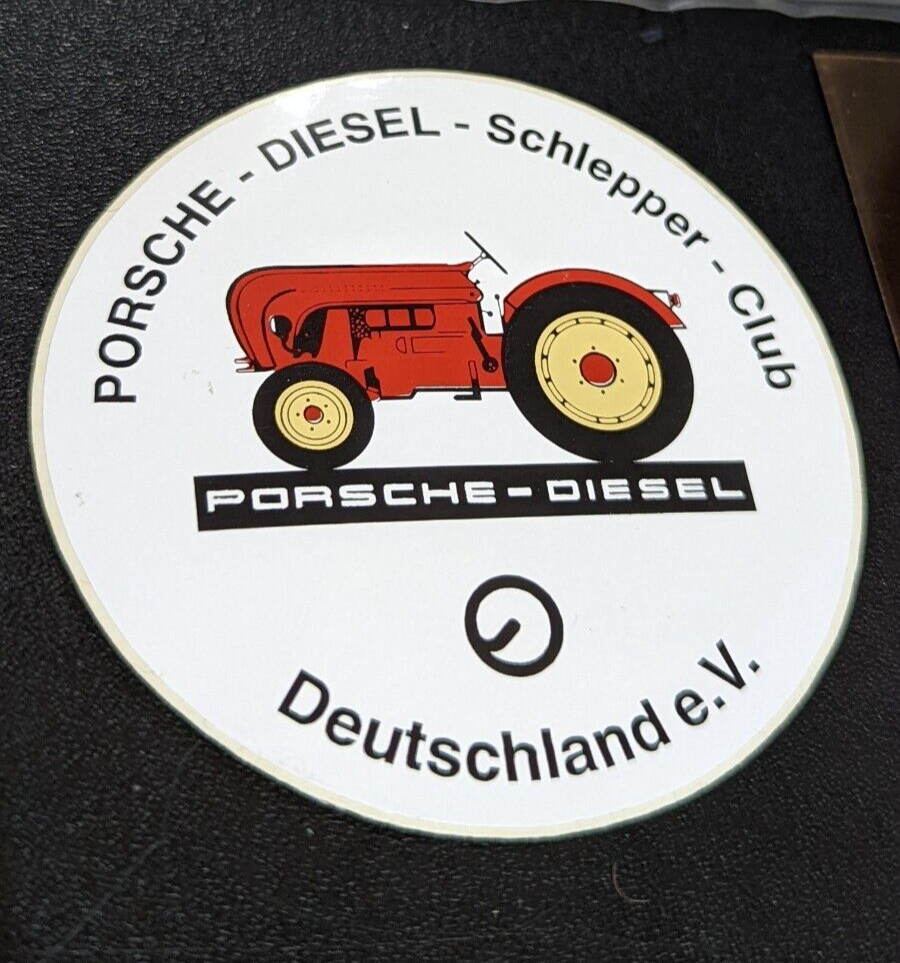 PORSCHE - DIESEL - Schlepper - Club
PORSCHE-DIESEL
Deutschland e.V.